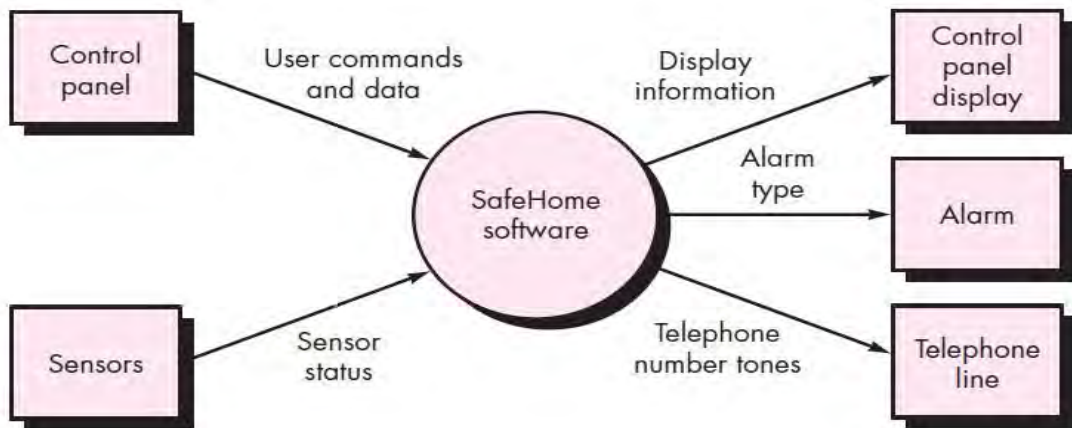 Control
panel
User commands
and data
Display
information
Control
panel
display
Alarm
type
SafeHome
software
Alarm
Sensors
Sensor
status
Telephone
number tones
Telephone
line